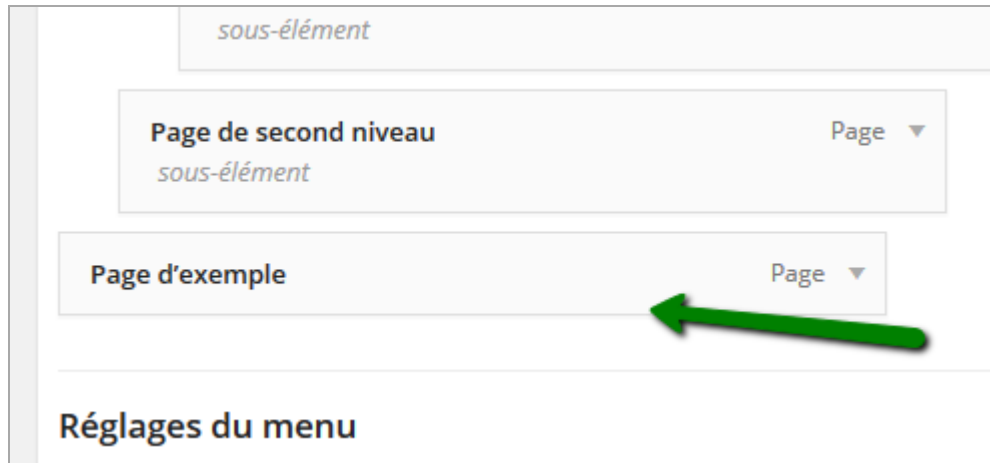 sous-élément
Page de second niveau Page
sous-élément
Page d’exemple Page
Réglages du menu